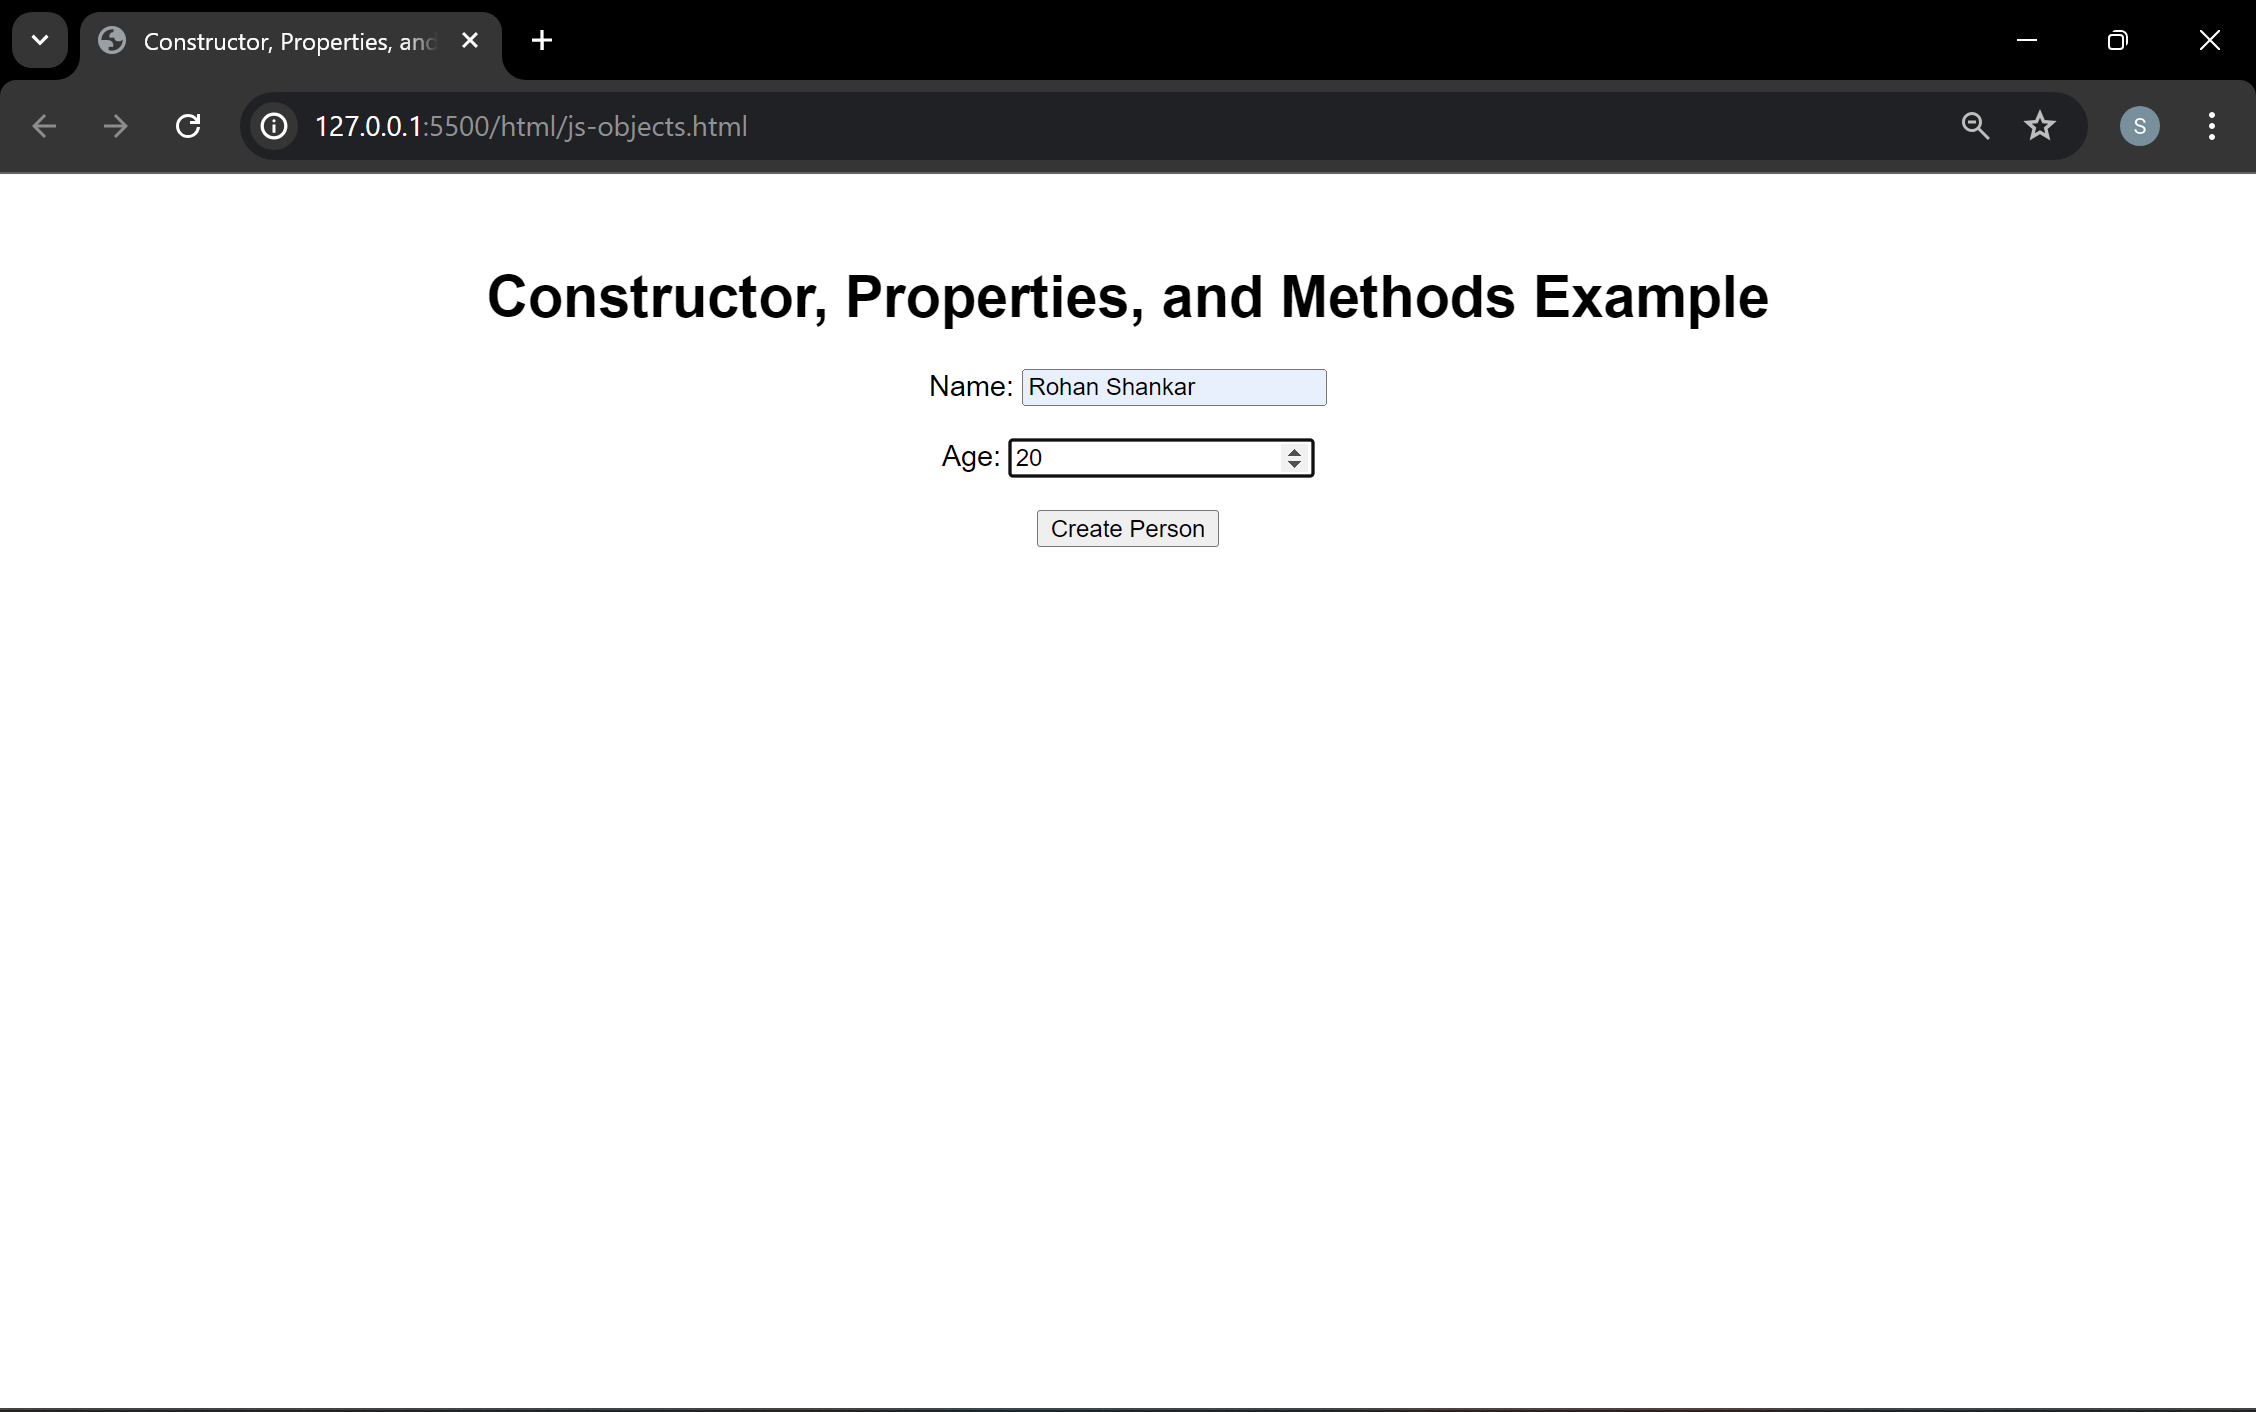 Constructor, Properties, and
127.0.0.1:5500/html/js-objects.html
S
Constructor, Properties, and Methods Example
Name: Rohan Shankar
Age: 20
Create Person